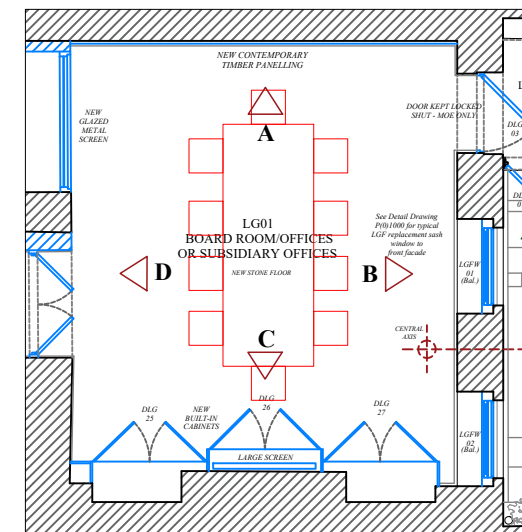 NEW CONTEMPORARY
TIMBER PANELLING
A
NEW
GLAZED
METAL
SCREEN
DOOR KEPT LOCKED
SHUT - MOE ONLY
DLG
03
LG01
BOARD ROOM/OFFICES
OR SUBSIDIARY OFFICES
NEW STONE FLOOR
See Detail Drawing
P(0)1000 for typical
LGF replacement sash
window to
front facade
D
B
LGFW
01
(Bal.)
C
CENTRAL
AXIS
DLG
25
NEW
BUILT-IN
CABINETS
DLG
26
DLG
27
LARGE SCREEN
LGFW
02
(Bal.)